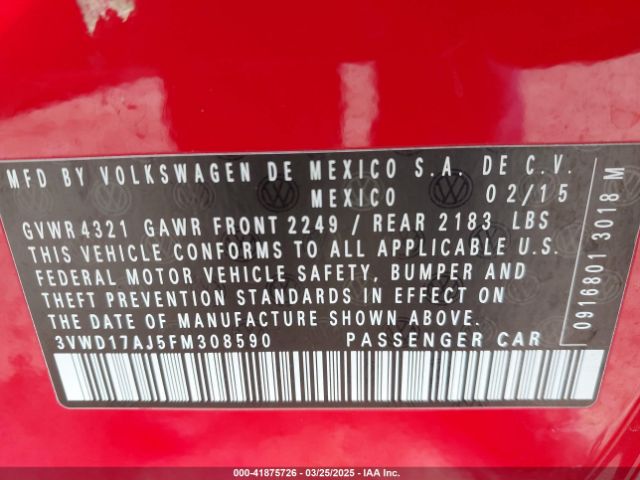 MFD BY VOLKSWAGEN DE MEXICO S.A. DE C.V.
MEXICO 02/15
GVWR 4321 GAWR FRONT 2249 / REAR 2183 LBS
THIS VEHICLE CONFORMS TO ALL APPLICABLE U.S.
FEDERAL MOTOR VEHICLE SAFETY, BUMPER AND
THEFT PREVENTION STANDARDS IN EFFECT ON
THE DATE OF MANUFACTURE SHOWN ABOVE.
3VWD17AJ5FM308590 PASSENGER CAR
0916801 3018 M
000-41875726 - 03/25/2025 - IAA Inc.